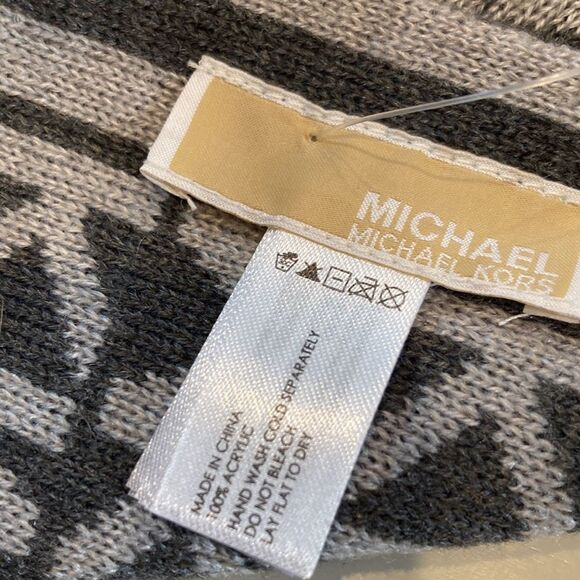 MICHAEL
MICHAEL KORS
MADE IN CHINA
100% ACRYLIC
HAND WASH COLD SEPARATELY
DO NOT BLEACH
LAY FLAT TO DRY